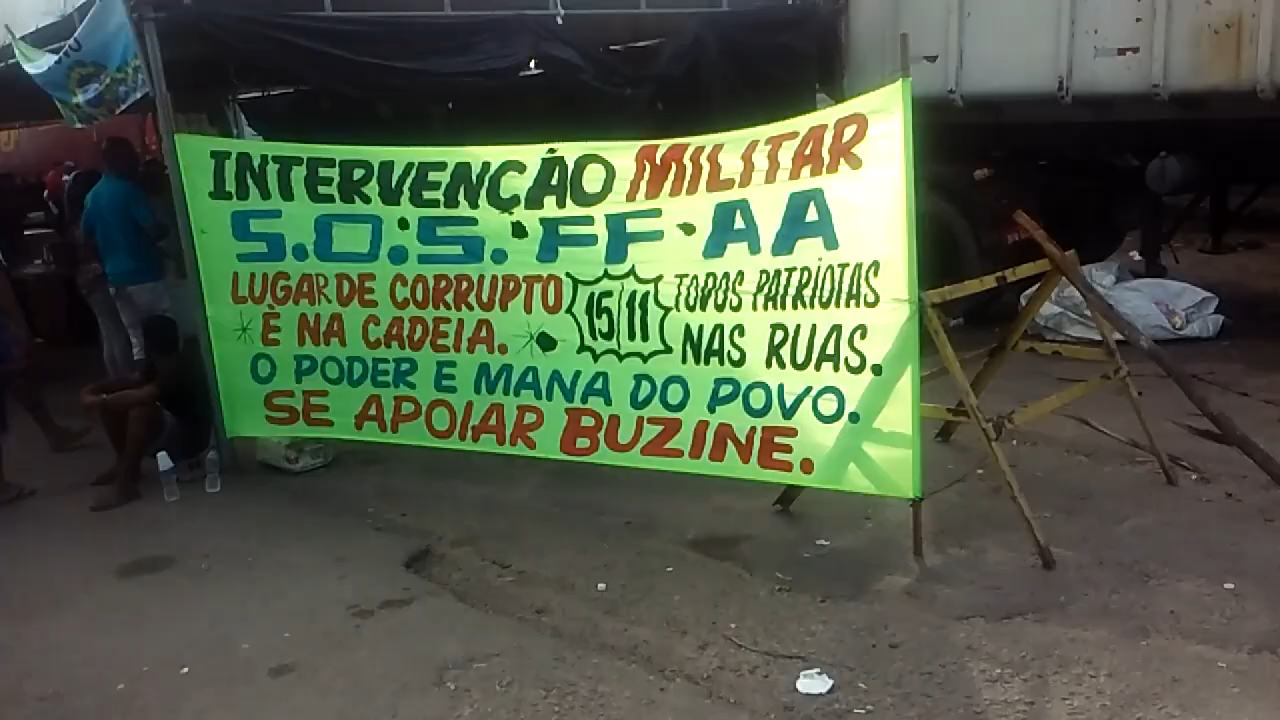 INTERVENÇÃO MILITAR
S.O.S. FF AA
LUGAR DE CORRUPTO
É NA CADEIA.
15/11
TODOS PATRIOTAS
NAS RUAS.
O PODER E MANA DO POVO.
SE APOIAR BUZINE.